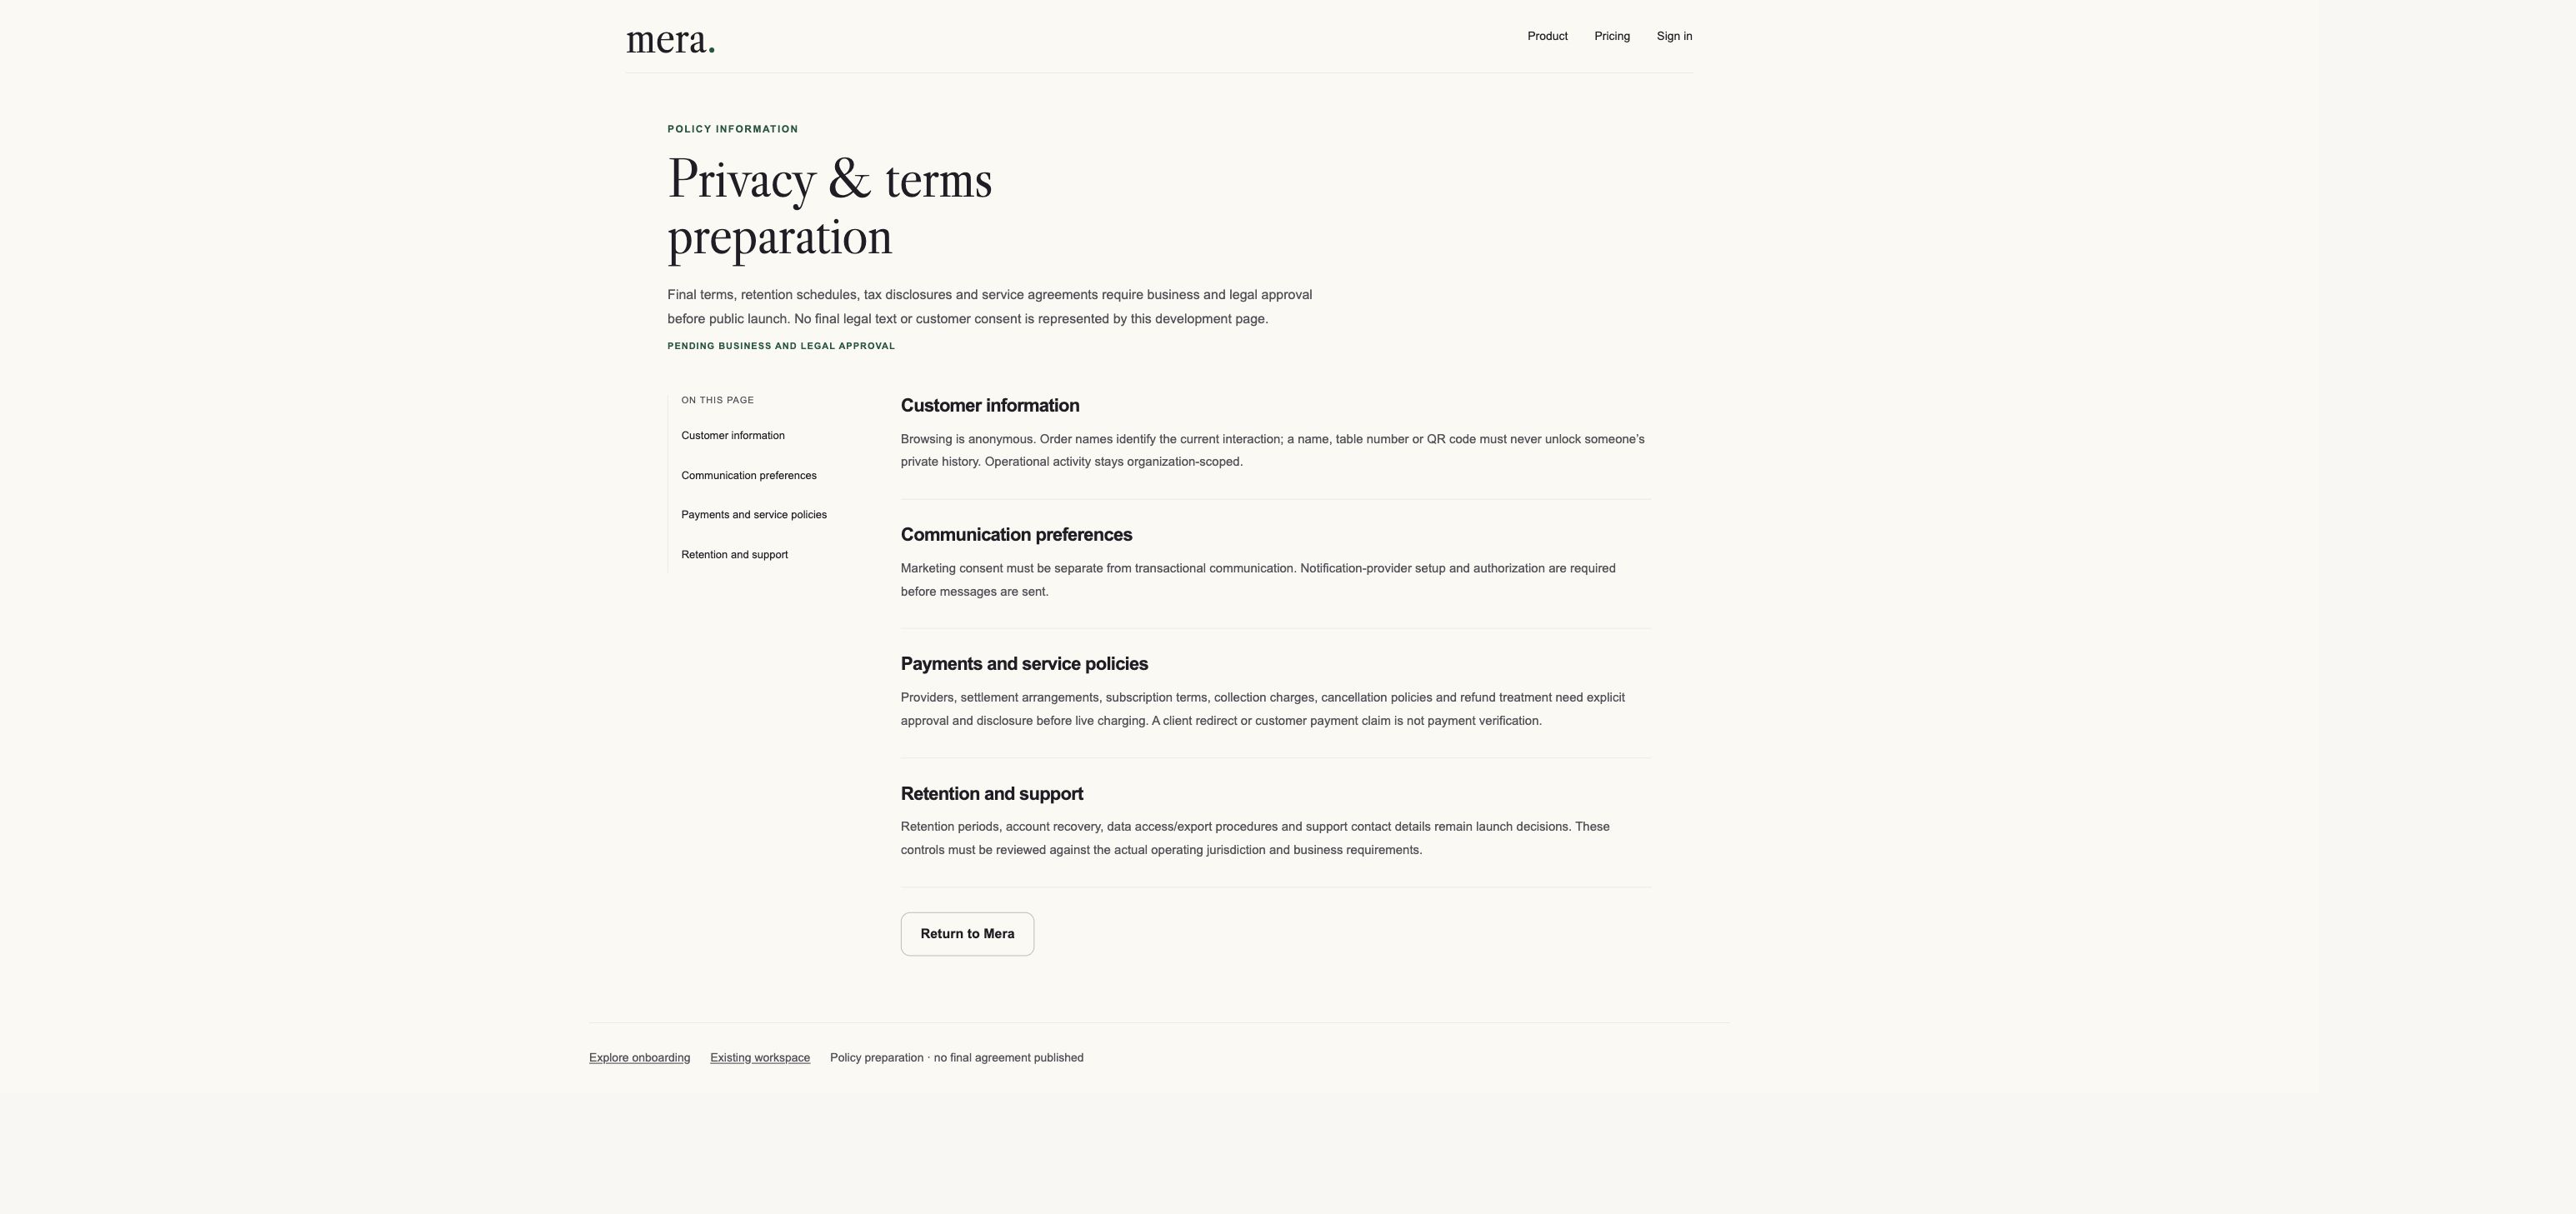 mera.
Product
Pricing
Sign in
POLICY INFORMATION
Privacy & terms
preparation
Final terms, retention schedules, tax disclosures and service agreements require business and legal approval
before public launch. No final legal text or customer consent is represented by this development page.
PENDING BUSINESS AND LEGAL APPROVAL
ON THIS PAGE
Customer information
Communication preferences
Payments and service policies
Retention and support
Customer information
Browsing is anonymous. Order names identify the current interaction; a name, table number or QR code must never unlock someone’s
private history. Operational activity stays organization-scoped.
Communication preferences
Marketing consent must be separate from transactional communication. Notification-provider setup and authorization are required
before messages are sent.
Payments and service policies
Providers, settlement arrangements, subscription terms, collection charges, cancellation policies and refund treatment need explicit
approval and disclosure before live charging. A client redirect or customer payment claim is not payment verification.
Retention and support
Retention periods, account recovery, data access/export procedures and support contact details remain launch decisions. These
controls must be reviewed against the actual operating jurisdiction and business requirements.
Return to Mera
Explore onboarding
Existing workspace
Policy preparation · no final agreement published